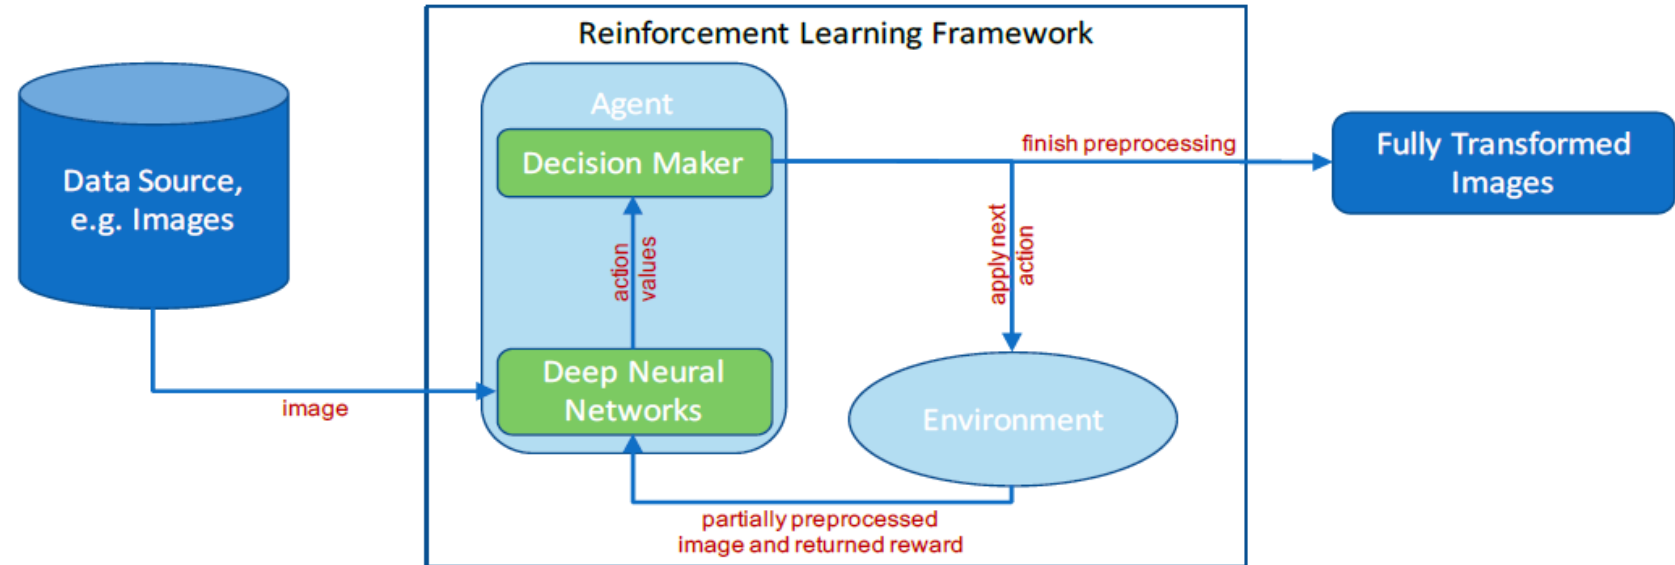 Reinforcement Learning Framework
Data Source,
e.g. Images
image
Agent
Decision Maker
action
values
Deep Neural
Networks
finish preprocessing
apply next
action
Environment
partially preprocessed
image and returned reward
Fully Transformed
Images